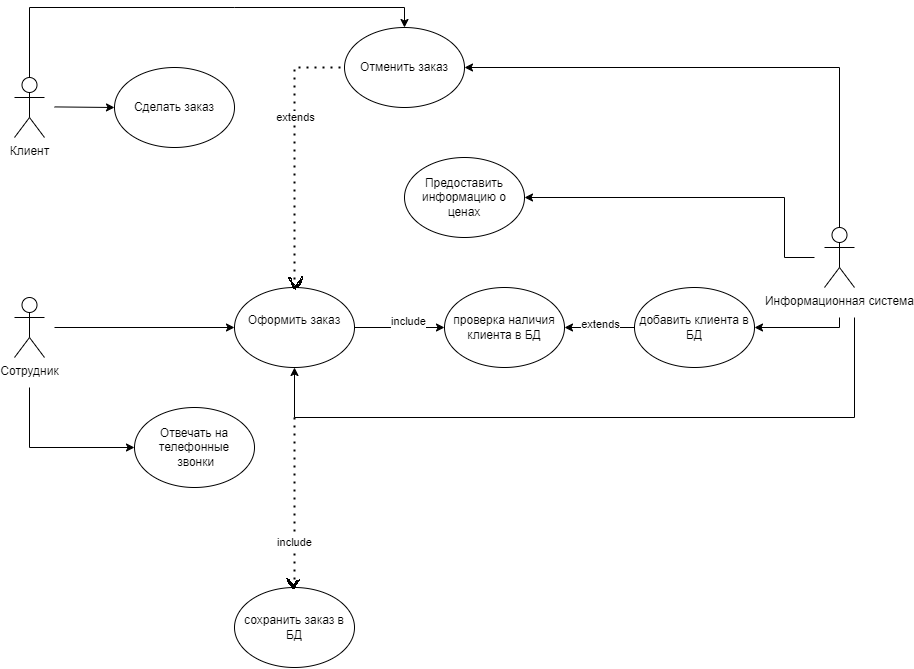 Отменить заказ
Сделать заказ
extends
Клиент
Предоставить
информацию о
ценах
Информационная система
Оформить заказ
include
проверка наличия
клиента в БД
extends
добавить клиента в
БД
Сотрудник
Отвечать на
телефонные
звонки
include
сохранить заказ в
БД